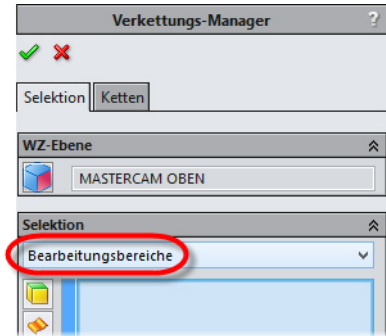 Verkettungs-Manager ?
Selektion Ketten
WZ-Ebene
MASTERCAM OBEN
Selektion
Bearbeitungsbereiche